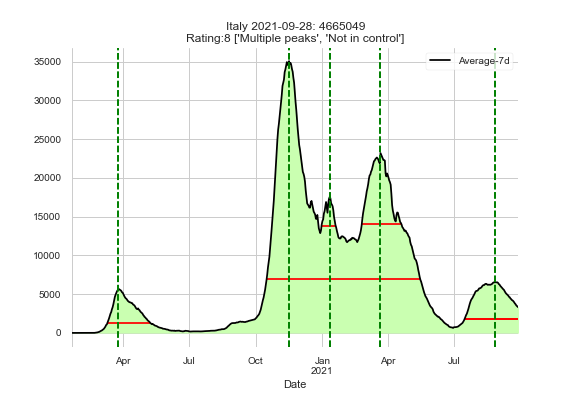 Italy 2021-09-28: 4665049
Rating:8 ['Multiple peaks', 'Not in control']
Average-7d
35000
30000
25000
20000
15000
10000
5000
0
Apr Jul Oct Jan Apr Jul
2021
Date